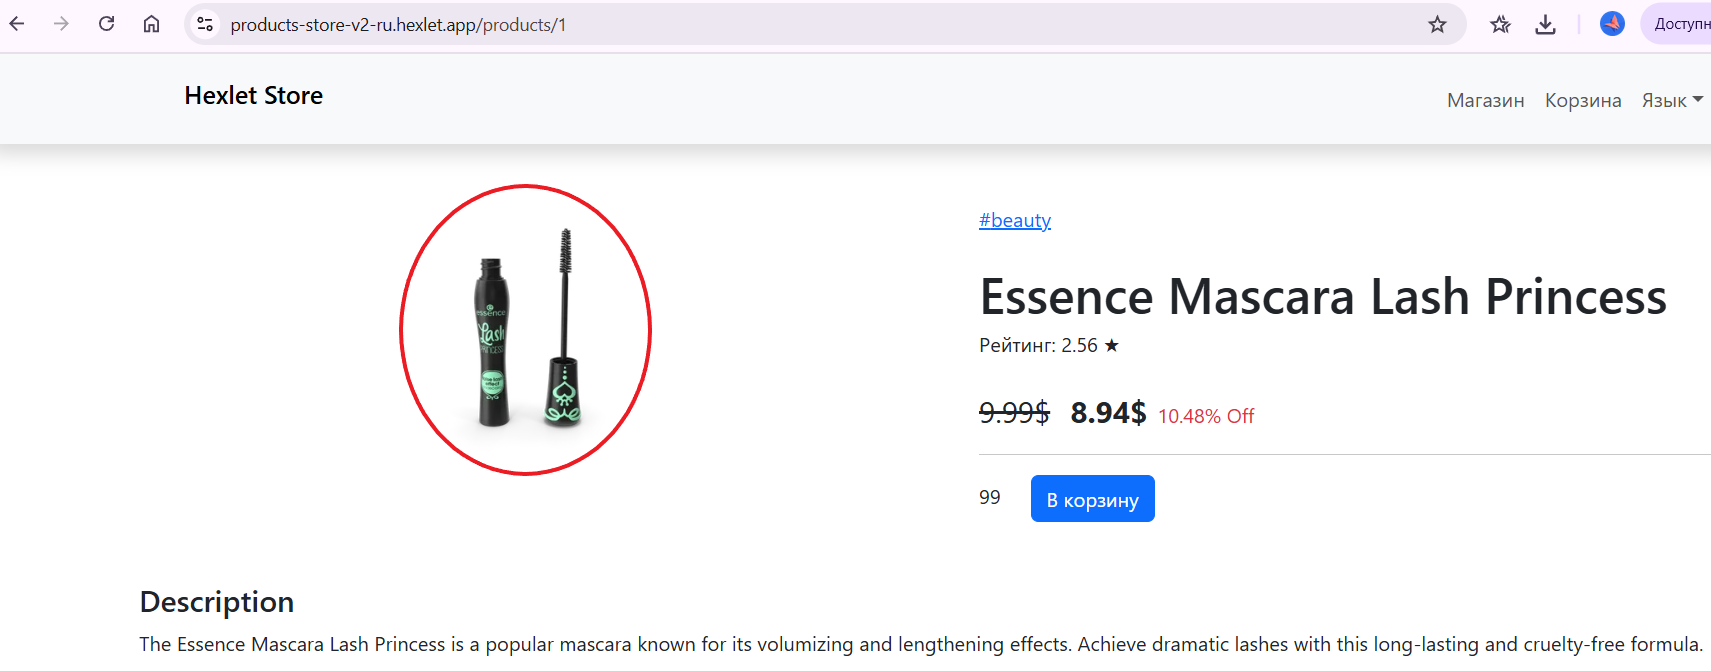 products-store-v2-ru.hexlet.app/products/1
Доступн
Hexlet Store
Магазин Корзина Язык
essence
Lash
PRINCESS
effect
#beauty
Essence Mascara Lash Princess
Рейтинг: 2.56 ★
9.99$ 8.94$ 10.48% Off
99 В корзину
Description
The Essence Mascara Lash Princess is a popular mascara known for its volumizing and lengthening effects. Achieve dramatic lashes with this long-lasting and cruelty-free formula.